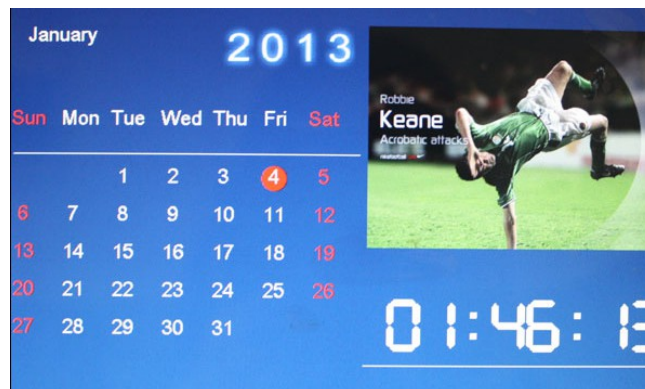 January 2013
Sun Mon Tue Wed Thu Fri Sat
1 2 3 4 5
6 7 8 9 10 11 12
13 14 15 16 17 18 19
20 21 22 23 24 25 26
27 28 29 30 31
Robbie
Keane
Acrobatic attacks
01:46:13